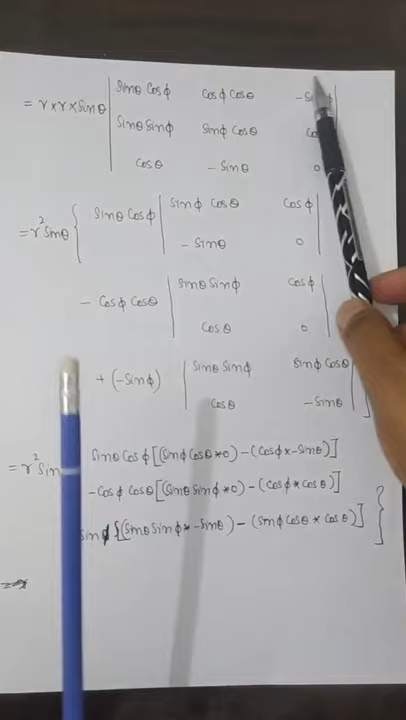 = r×r×sinθ | sinθ cosϕ cosϕ cosθ
sinθ sinϕ sinϕ cosθ
cosθ - sinθ 0 |
= r² sinθ { sinθ cosϕ | sinϕ cosθ cosϕ
- sinθ 0 |
- cosϕ cosθ | sinθ sinϕ cosϕ
cosθ 0 |
+ (-sinϕ) | sinθ sinϕ sinϕ cosθ
cosθ -sinθ | ]
= r² sin sinθ cosϕ [(sinϕ cosθ*0) - (cosϕ*-sinθ)]
-cosϕ cosθ [(sinθ sinϕ*0) - (cosϕ*cosθ)]
sinϕ {[(sinθ sinϕ*-sinθ) - (sinϕ cosθ * cosθ)] }